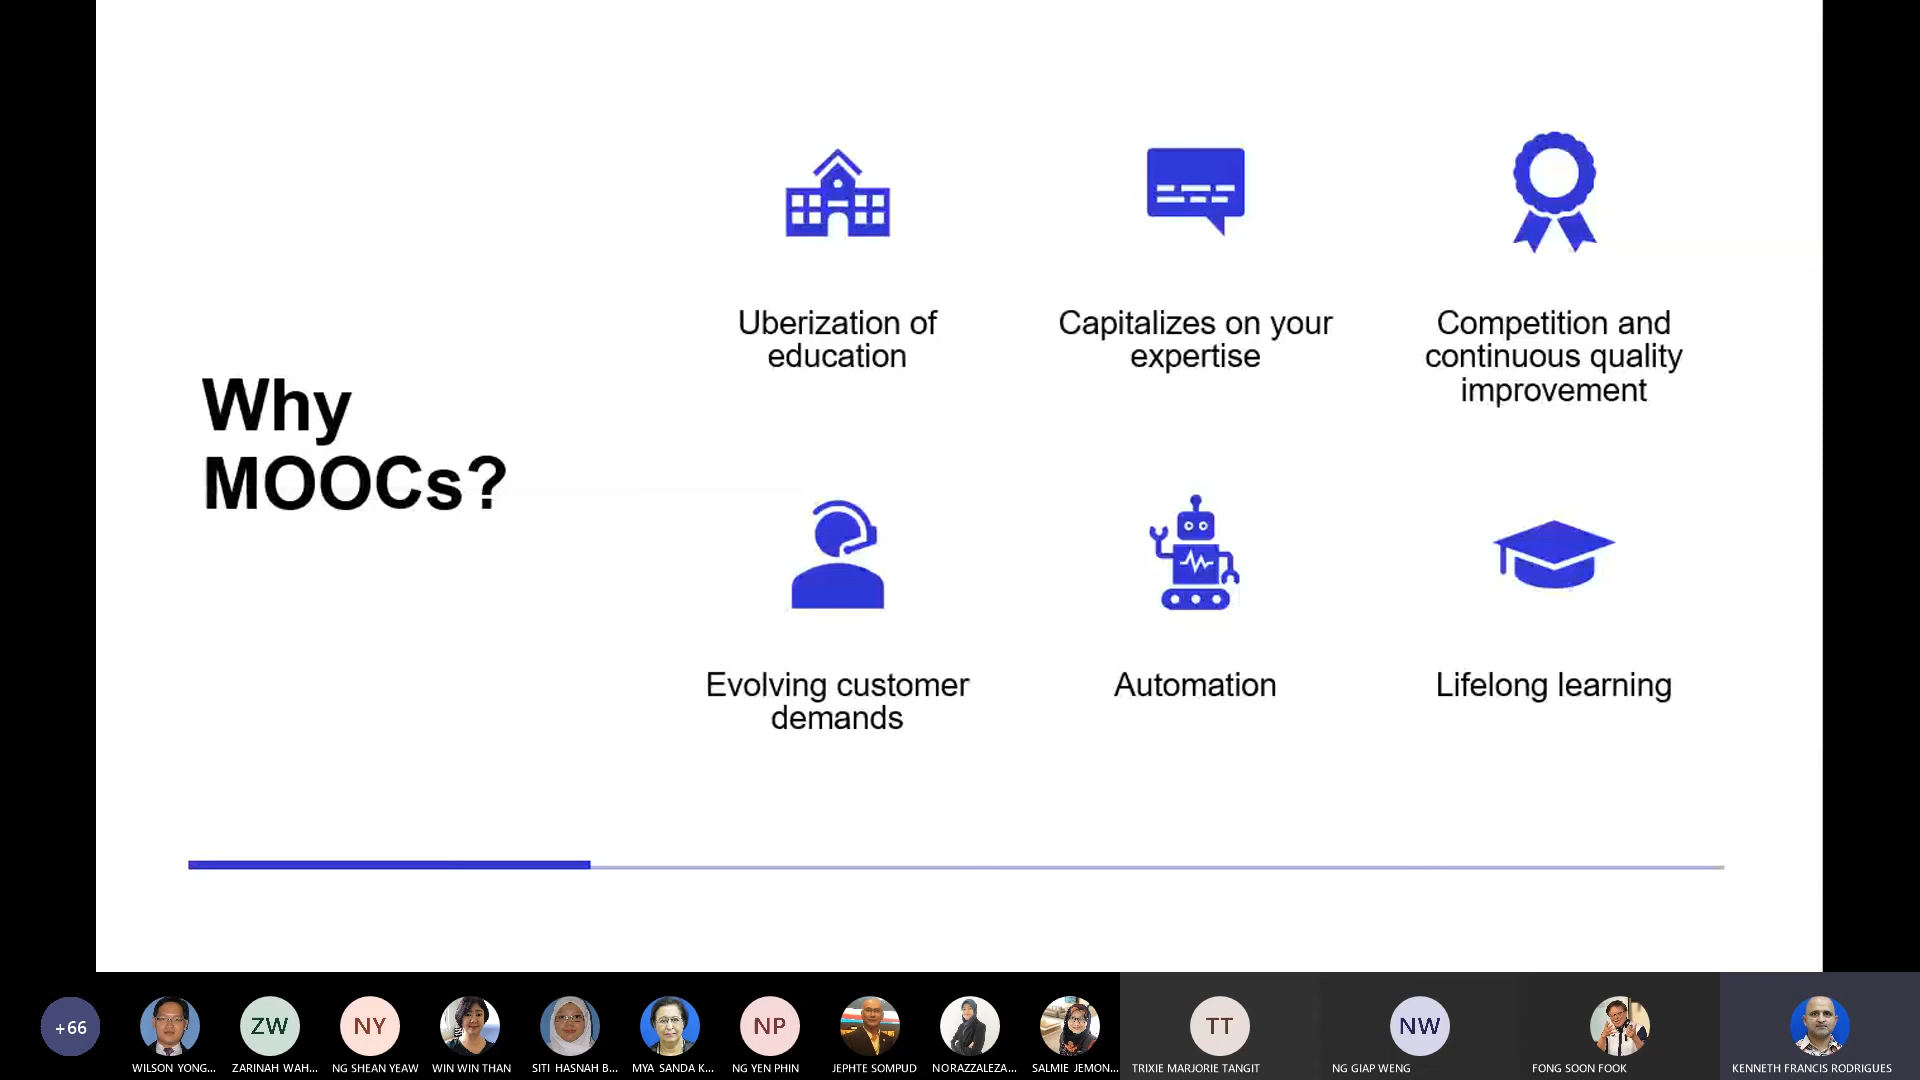 Why
MOOCs?
Uberization of
education
Capitalizes on your
expertise
Competition and
continuous quality
improvement
Evolving customer
demands
Automation
Lifelong learning
+66
WILSON YONG...
ZW
ZARINAH WAH...
NY
NG SHEAN YEAW
WIN WIN THAN
SITI HASNAH B...
MYA SANDA K...
NP
NG YEN PHIN
JEPHTE SOMPUD
NORAZZALEZA...
SALMIE JEMON...
TT
TRIXIE MARJORIE TANGIT
NW
NG GIAP WENG
FONG SOON FOOK
KENNETH FRANCIS RODRIGUES